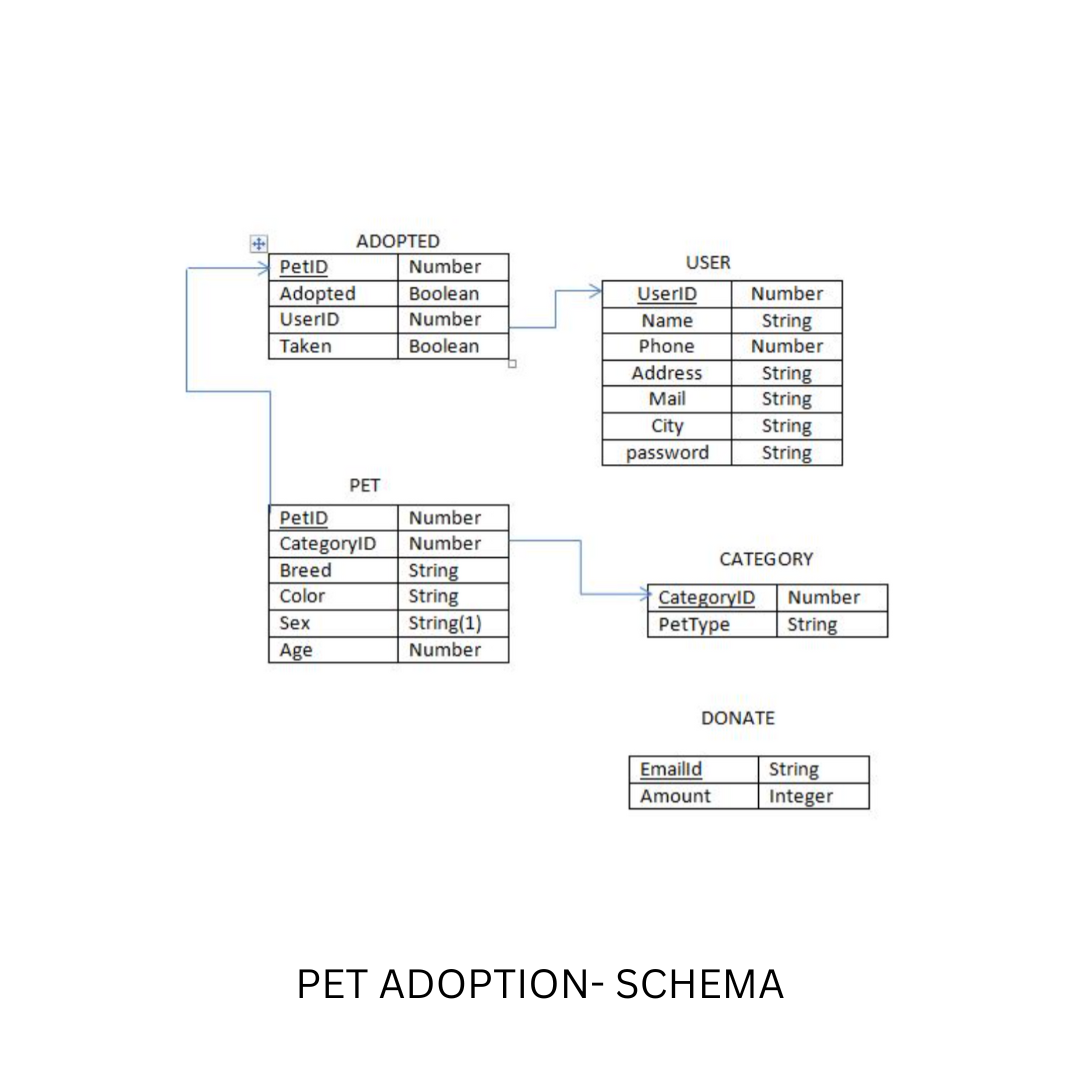 ADOPTED
PetID Number
Adopted Boolean
UserID Number
Taken Boolean
USER
UserID Number
Name String
Phone Number
Address String
Mail String
City String
password String
PET
PetID Number
CategoryID Number
Breed String
Color String
Sex String(1)
Age Number
CATEGORY
CategoryID Number
PetType String
DONATE
EmailId String
Amount Integer
PET ADOPTION- SCHEMA